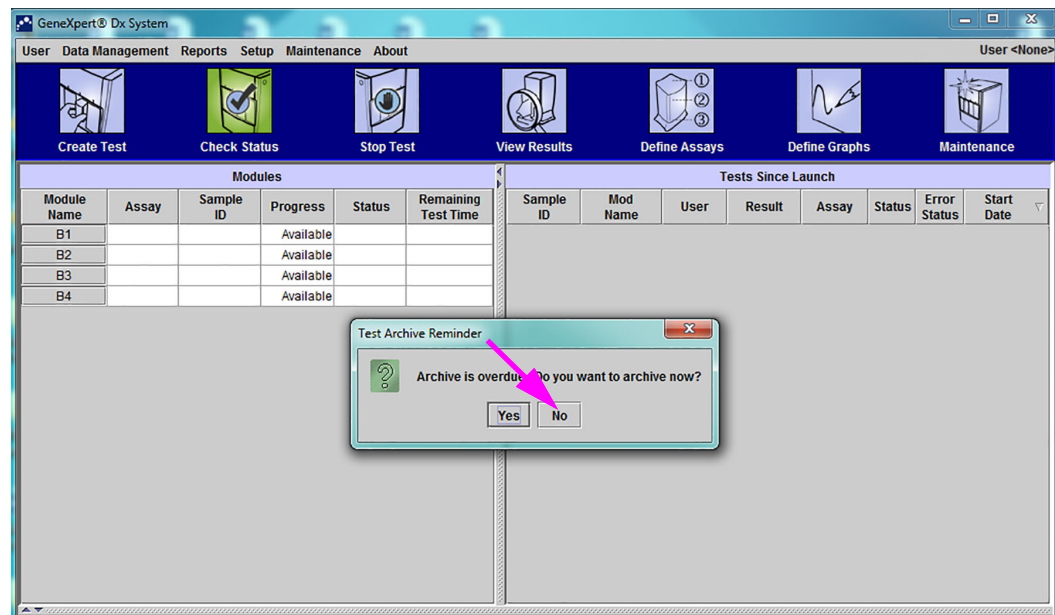 GeneXpert® Dx System
User Data Management Reports Setup Maintenance About User <None>
Create Test Check Status Stop Test View Results Define Assays Define Graphs Maintenance
① ② ③
Modules Tests Since Launch
Module Name Assay Sample ID Progress Status Remaining Test Time Sample ID Mod Name User Result Assay Status Error Status Start Date
B1 Available
B2 Available
B3 Available
B4 Available
Test Archive Reminder
Archive is overdue. Do you want to archive now?
Yes No